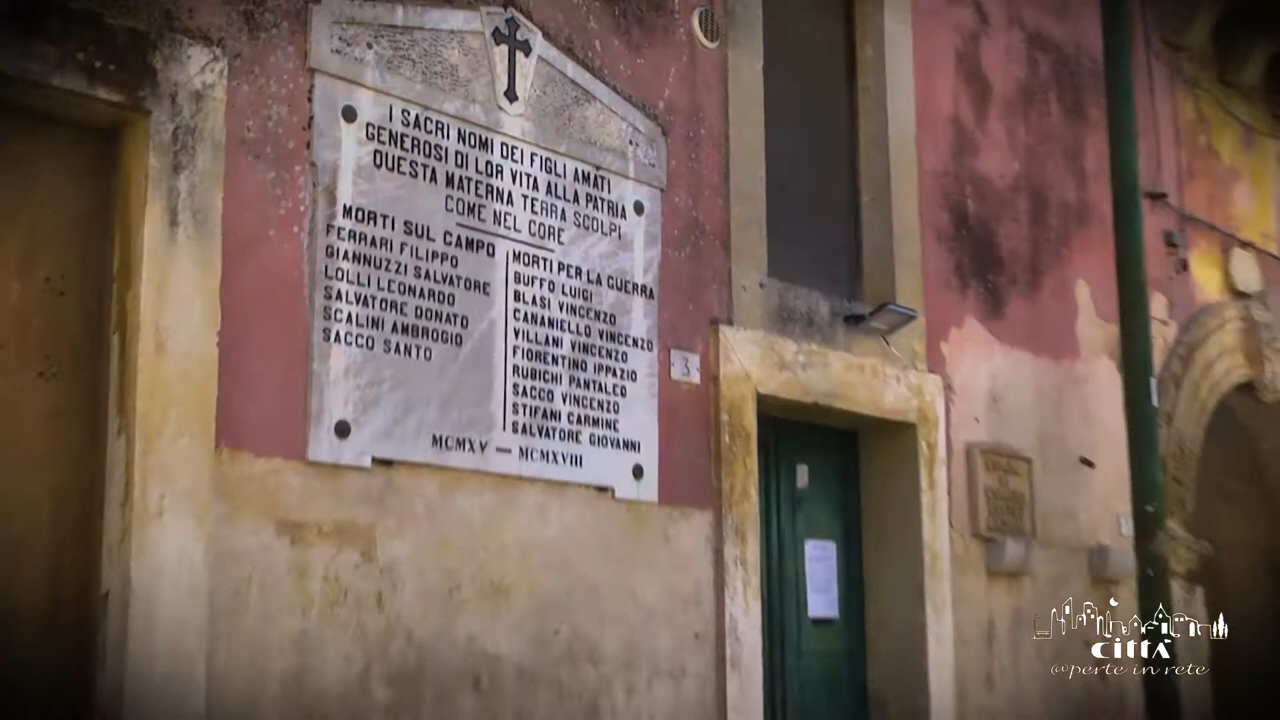 I SACRI NOMI DEI FIGLI AMATI
GENEROSI DI LOR VITA ALLA PATRIA
QUESTA MATERNA TERRA SCOLPI
COME NEL CORE
MORTI SUL CAMPO
FERRARI FILIPPO
GIANNUZZI SALVATORE
LOLLI LEONARDO
SALVATORE DONATO
SCALINI AMBROGIO
SACCO SANTO
MORTI PER LA GUERRA
BUFFO LUIGI
BLASI VINCENZO
CANANIELLO VINCENZO
VILLANI VINCENZO
FIORENTINO IPPAZIO
RUBICHI PANTALEO
SACCO VINCENZO
STIFANI CARMINE
SALVATORE GIOVANNI
MCMXV — MCMXVIII
3
CITTÀ
@perte in rete